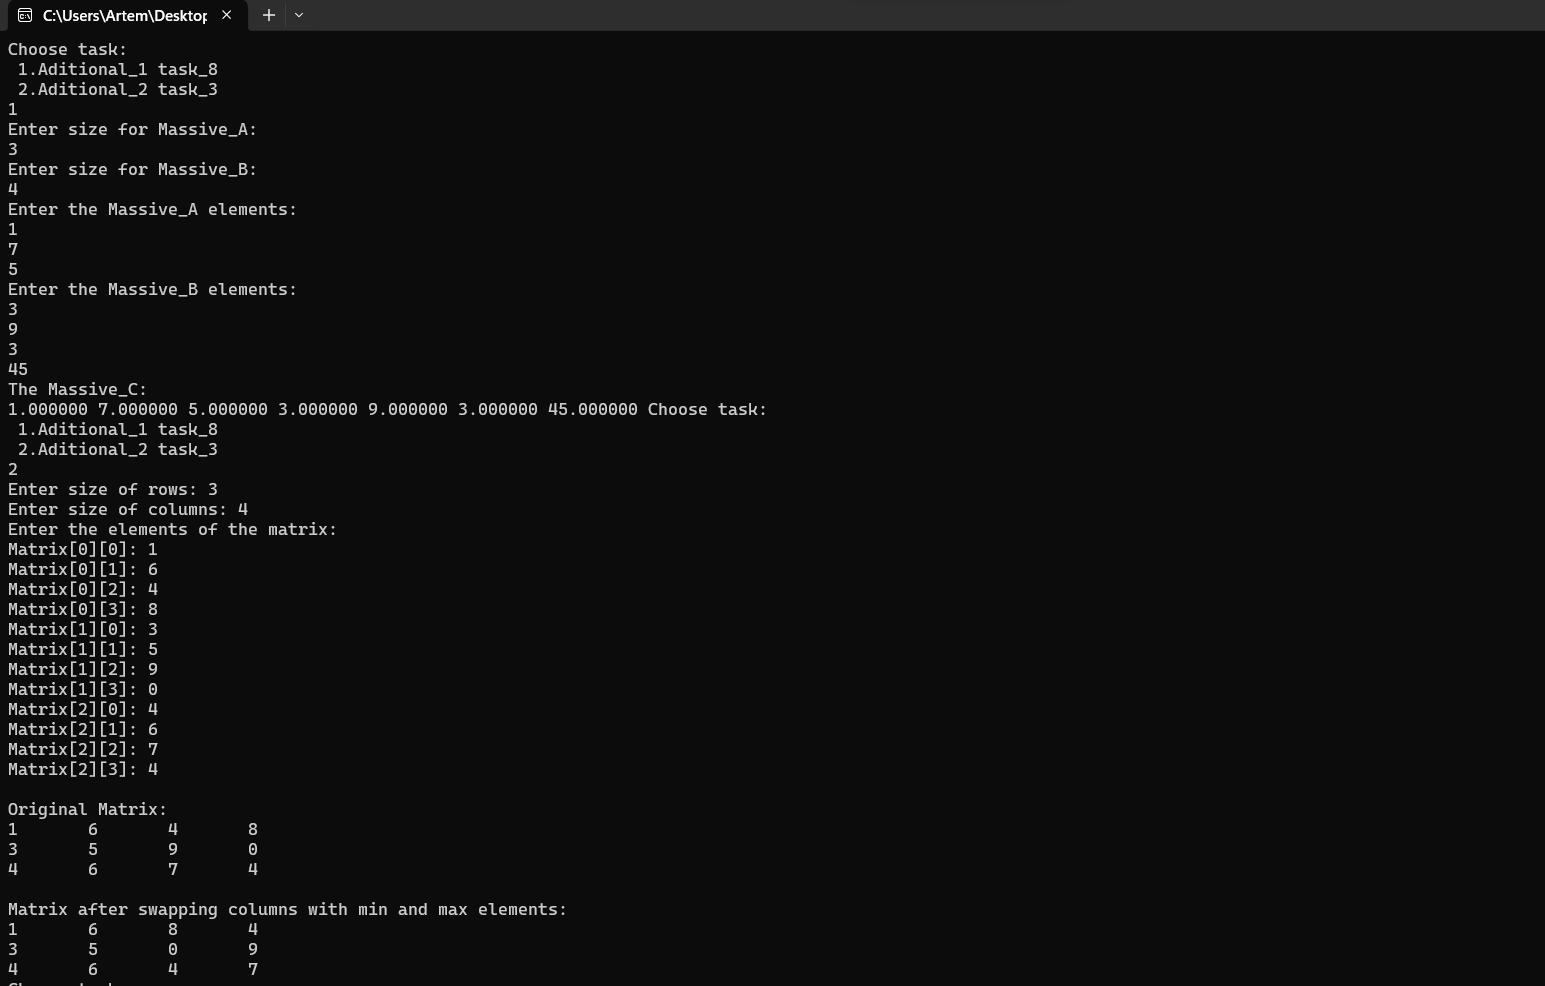 C:\Users\Artem\Desktop
Choose task:
 1.Aditional_1 task_8
 2.Aditional_2 task_3
1
Enter size for Massive_A:
3
Enter size for Massive_B:
4
Enter the Massive_A elements:
1
7
5
Enter the Massive_B elements:
3
9
3
45
The Massive_C:
1.000000 7.000000 5.000000 3.000000 9.000000 3.000000 45.000000 Choose task:
 1.Aditional_1 task_8
 2.Aditional_2 task_3
2
Enter size of rows: 3
Enter size of columns: 4
Enter the elements of the matrix:
Matrix[0][0]: 1
Matrix[0][1]: 6
Matrix[0][2]: 4
Matrix[0][3]: 8
Matrix[1][0]: 3
Matrix[1][1]: 5
Matrix[1][2]: 9
Matrix[1][3]: 0
Matrix[2][0]: 4
Matrix[2][1]: 6
Matrix[2][2]: 7
Matrix[2][3]: 4
Original Matrix:
1 6 4 8
3 5 9 0
4 6 7 4
Matrix after swapping columns with min and max elements:
1 6 8 4
3 5 0 9
4 6 4 7